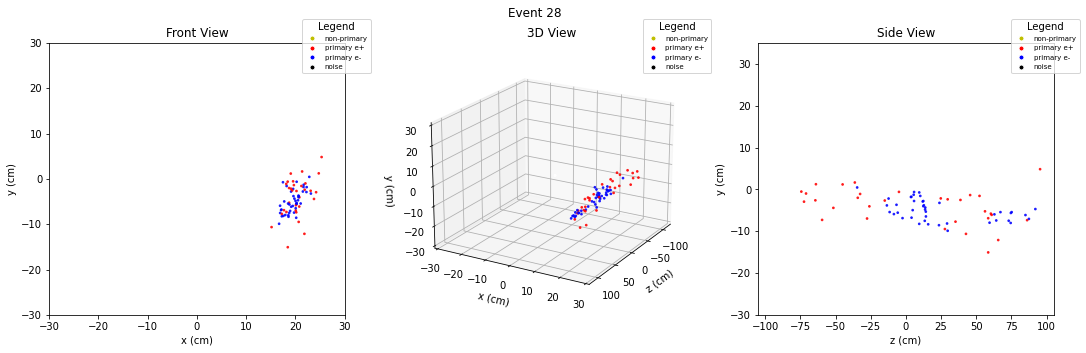 Event 28
Front View
Legend
non-primary
primary e+
primary e-
noise
30
20
10
0
−10
−20
−30
y (cm)
−30 −20 −10 0 10 20 30
x (cm)
3D View
Legend
non-primary
primary e+
primary e-
noise
30
20
10
0
−10
−20
−30
y (cm)
−30 −20 −10 0 10 20 30
x (cm)
100 50 0 −50 −100
z (cm)
Side View
Legend
non-primary
primary e+
primary e-
noise
30
20
10
0
−10
−20
−30
y (cm)
−100 −75 −50 −25 0 25 50 75 100
z (cm)